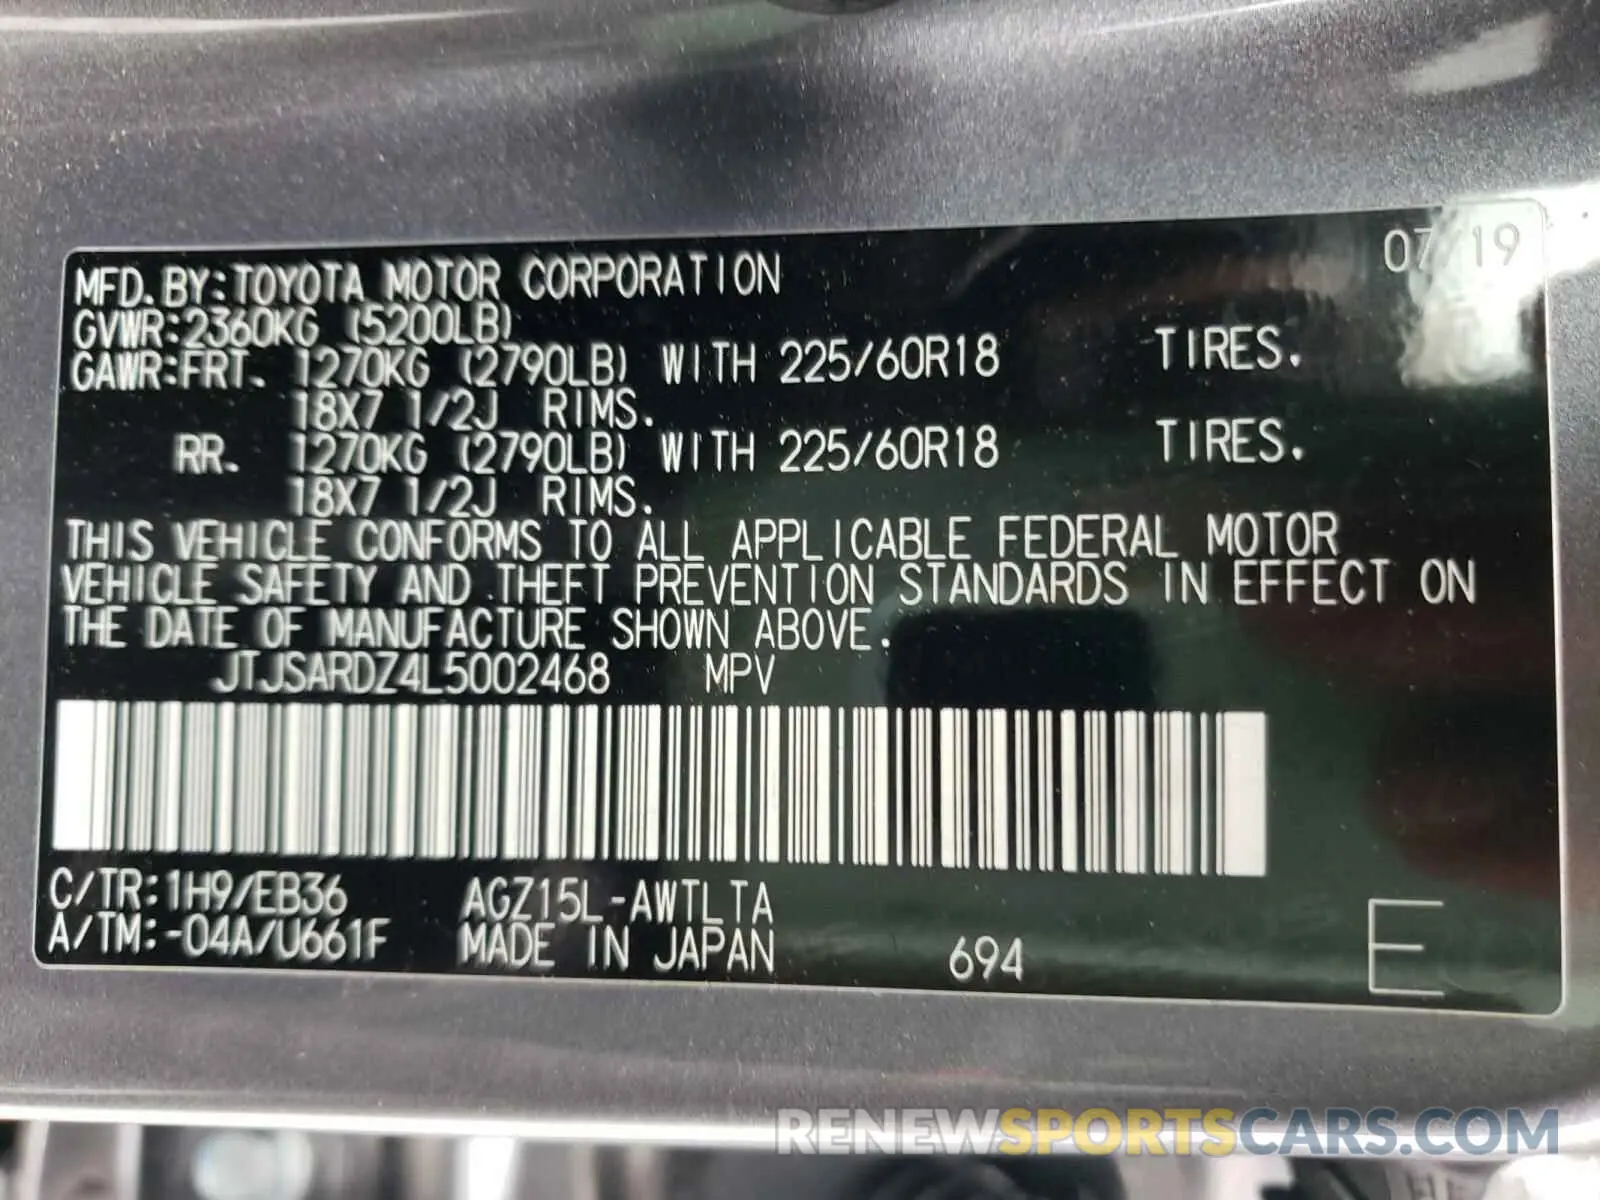 07/19
MFD.BY:TOYOTA MOTOR CORPORATION
GVWR:2360KG (5200LB)
GAWR:FRT. 1270KG (2790LB) WITH 225/60R18 TIRES.
18X7 1/2J RIMS.
RR. 1270KG (2790LB) WITH 225/60R18 TIRES.
18X7 1/2J RIMS.
THIS VEHICLE CONFORMS TO ALL APPLICABLE FEDERAL MOTOR
VEHICLE SAFETY AND THEFT PREVENTION STANDARDS IN EFFECT ON
THE DATE OF MANUFACTURE SHOWN ABOVE.
JTJSARDZ4L5002468 MPV
C/TR:1H9/EB36 AGZ15L-AWTLTA
A/TM:-04A/U661F MADE IN JAPAN 694 E
RENEWSPORTSCARS.COM